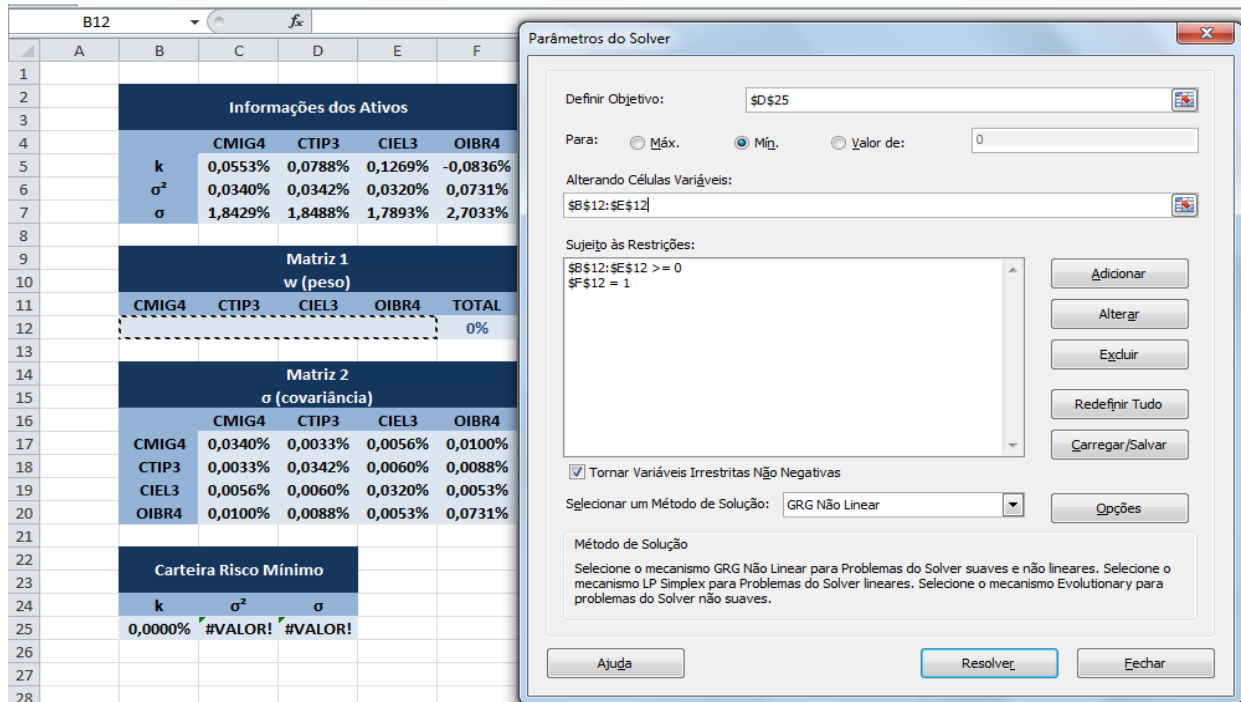 B12 fx
A B C D E F
1
2
3
Informações dos Ativos
4 CMIG4 CTIP3 CIEL3 OIBR4
5 k 0,0553% 0,0788% 0,1269% -0,0836%
6 σ² 0,0340% 0,0342% 0,0320% 0,0731%
7 σ 1,8429% 1,8488% 1,7893% 2,7033%
8
9 Matriz 1
10 w (peso)
11 CMIG4 CTIP3 CIEL3 OIBR4 TOTAL
12 0%
13
14 Matriz 2
15 σ (covariância)
16 CMIG4 CTIP3 CIEL3 OIBR4
17 CMIG4 0,0340% 0,0033% 0,0056% 0,0100%
18 CTIP3 0,0033% 0,0342% 0,0060% 0,0088%
19 CIEL3 0,0056% 0,0060% 0,0320% 0,0053%
20 OIBR4 0,0100% 0,0088% 0,0053% 0,0731%
21
22
23
Carteira Risco Mínimo
24 k σ² σ
25 0,0000% #VALOR! #VALOR!
26
27
28
Parâmetros do Solver
Definir Objetivo: $D$25
Para: Máx. Mín. Valor de: 0
Alterando Células Variáveis:
$B$12:$E$12
Sujeito às Restrições:
$B$12:$E$12 >= 0
$F$12 = 1
Adicionar
Alterar
Excluir
Redefinir Tudo
Carregar/Salvar
Tornar Variáveis Irrestritas Não Negativas
Selecionar um Método de Solução: GRG Não Linear
Opções
Método de Solução
Selecione o mecanismo GRG Não Linear para Problemas do Solver suaves e não lineares. Selecione o
mecanismo LP Simplex para Problemas do Solver lineares. Selecione o mecanismo Evolutionary para
problemas do Solver não suaves.
Ajuda
Resolver
Fechar